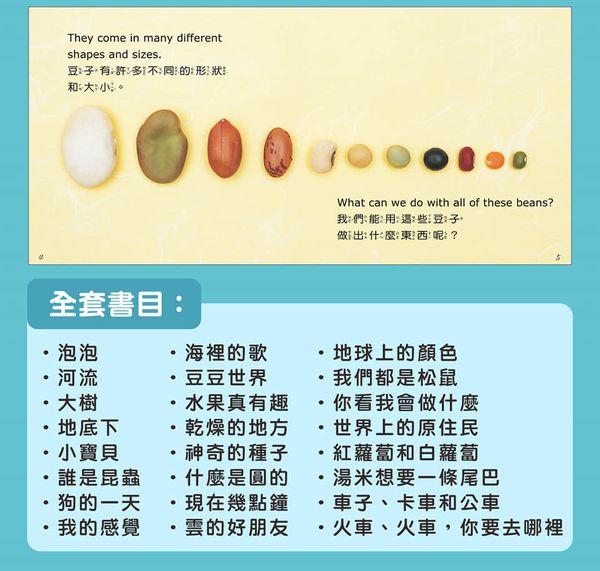 They come in many different
shapes and sizes.
豆子有許多不同的形狀
和大小。
What can we do with all of these beans?
我們能用這些豆子
做出什麼東西呢？
4
5
全套書目：
・泡泡 ・海裡的歌 ・地球上的顏色
・河流 ・豆豆世界 ・我們都是松鼠
・大樹 ・水果真有趣 ・你看我會做什麼
・地底下 ・乾燥的地方 ・世界上的原住民
・小寶貝 ・神奇的種子 ・紅蘿蔔和白蘿蔔
・誰是昆蟲 ・什麼是圓的 ・湯米想要一條尾巴
・狗的一天 ・現在幾點鐘 ・車子、卡車和公車
・我的感覺 ・雲的好朋友 ・火車、火車，你要去哪裡